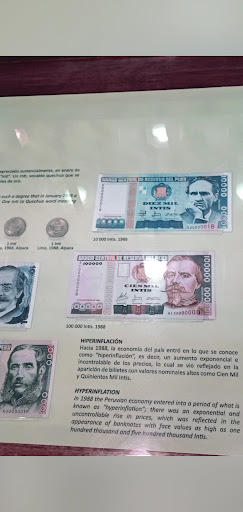 depreciado sustancialmente, en enero de
"Inti". Un Inti, vocablo quechua que se
les de oro.
such a degree that in January
One Inti (a Quechua word meaning
1 Inti
Lima, 1988, Alpaca
10 000 Intis. 1988
BANCO CENTRAL DE RESERVA DEL PERU
DIEZ MIL
INTIS
BANCO CENTRAL DE RESERVA DEL PERU
100000
CIEN MIL
INTIS
100 000 Intis. 1988
HIPERINFLACIÓN
Hacia 1988, la economía del país entró en lo que se conoce
como "hiperinflación", es decir, un aumento exponencial e
incontrolable de los precios, lo cual se vio reflejado en la
aparición de billetes con valores nominales altos como Cien Mil
y Quinientos Mil Intis.
HYPERINFLATION
In 1988 the Peruvian economy entered into a period of what is
known as "hyperinflation"; there was an exponential and
uncontrollable rise in prices, which was reflected in the
appearance of banknotes with face values as high as one
hundred thousand and five hundred thousand Intis.